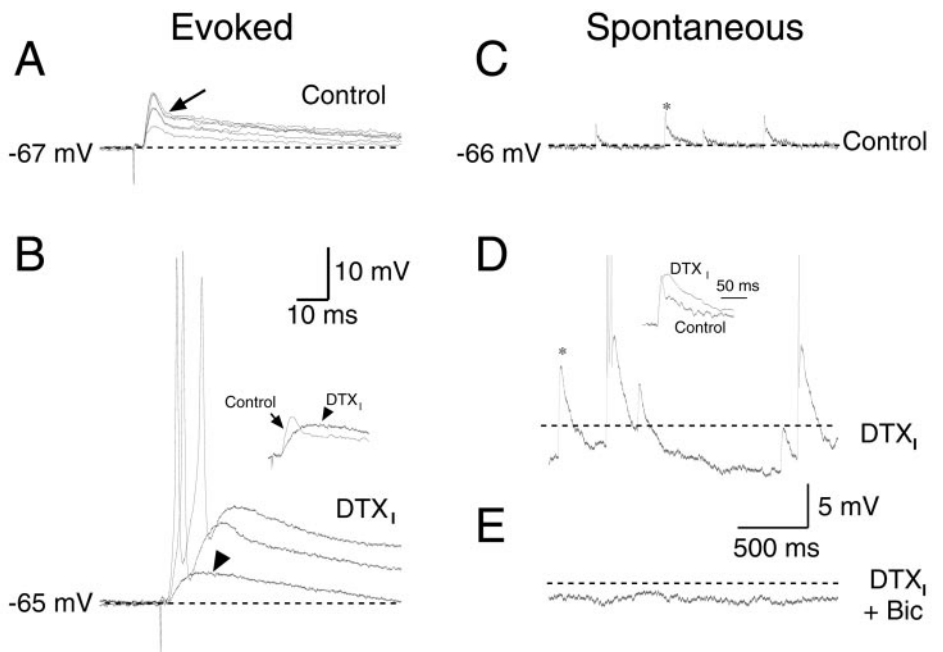 Evoked
Spontaneous
A
Control
-67 mV
C
*
-66 mV
Control
B
10 mV
10 ms
Control
DTX I
DTX I
-65 mV
D
DTX I
50 ms
Control
*
DTX I
5 mV
500 ms
E
DTX I
+ Bic